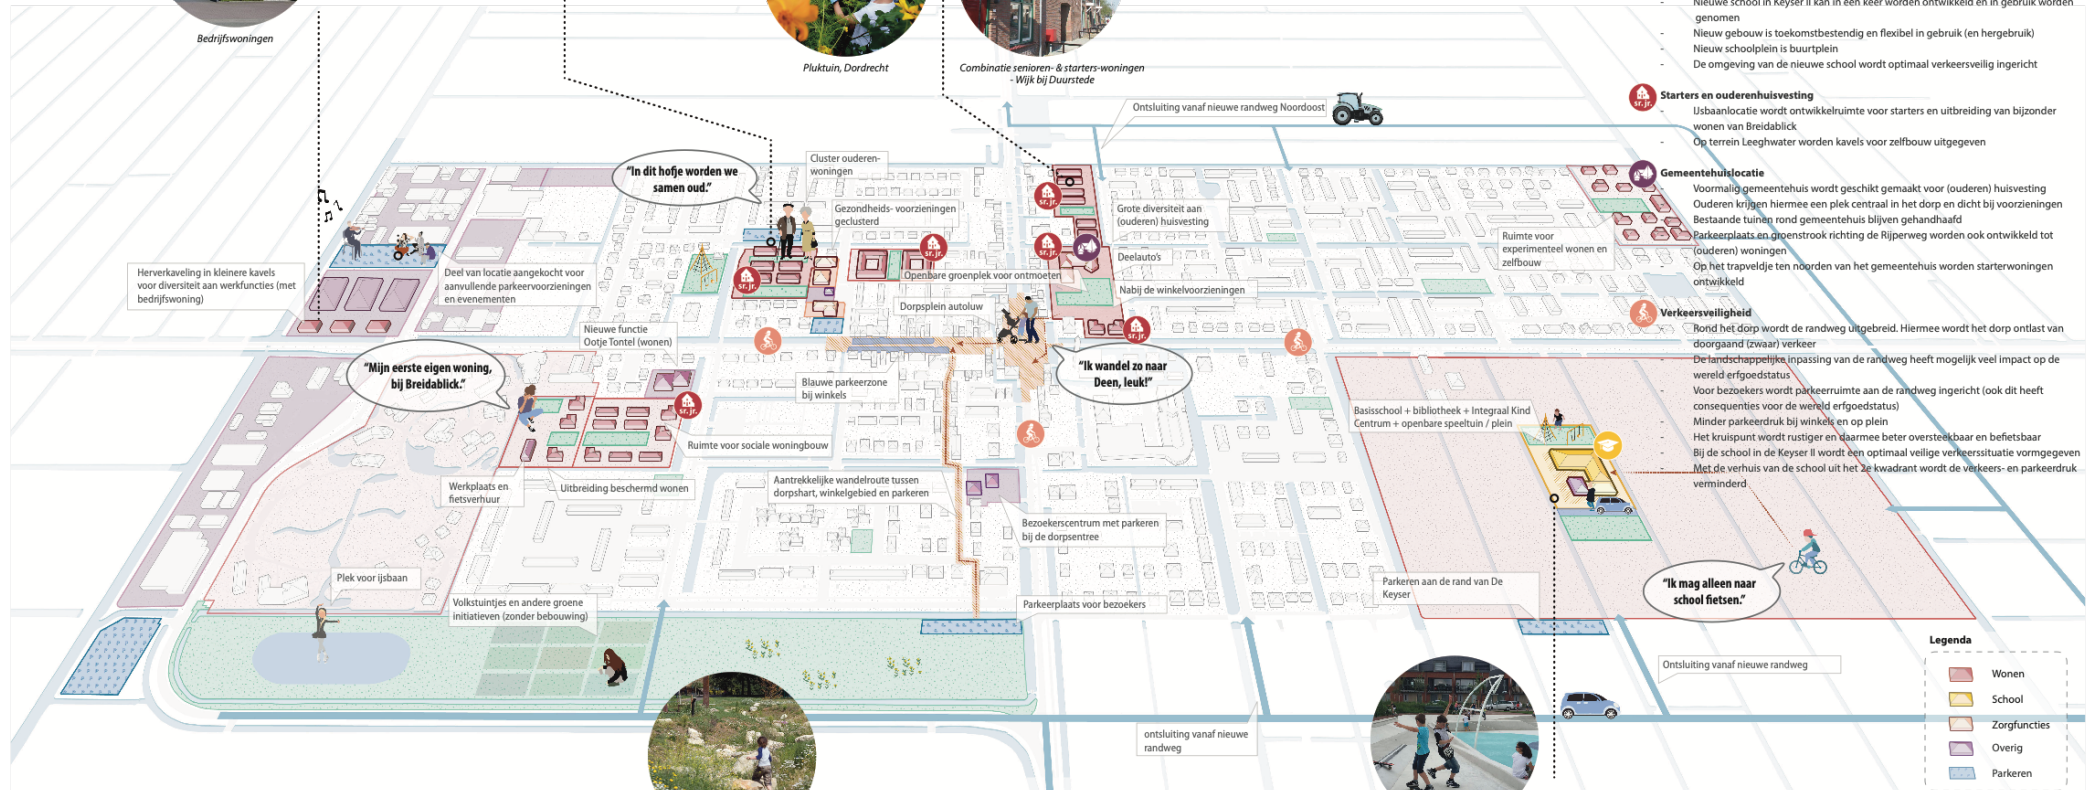 Bedrijfswoningen
Pluktuin, Dordrecht
Combinatie senioren- & starters-woningen
- Wijk bij Duurstede
Nieuwe school in Keyser II kan in een keer worden ontwikkeld en in gebruik worden
genomen
- Nieuw gebouw is toekomstbestendig en flexibel in gebruik (en hergebruik)
- Nieuw schoolplein is buurtplein
- De omgeving van de nieuwe school wordt optimaal verkeersveilig ingericht
sr. jr.
Starters en ouderenhuisvesting
- IJsbaanlocatie wordt ontwikkelruimte voor starters en uitbreiding van bijzonder
wonen van Breidablick
- Op terrein Leeghwater worden kavels voor zelfbouw uitgegeven
Gemeentehuislocatie
- Voormalig gemeentehuis wordt geschikt gemaakt voor (ouderen) huisvesting
- Ouderen krijgen hiermee een plek centraal in het dorp en dicht bij voorzieningen
- Bestaande tuinen rond gemeentehuis blijven gehandhaafd
- Parkeerplaats en groenstrook richting de Rijperweg worden ook ontwikkeld tot
(ouderen) woningen
- Op het trapveldje ten noorden van het gemeentehuis worden starterwoningen
ontwikkeld
Verkeersveiligheid
- Rond het dorp wordt de randweg uitgebreid. Hiermee wordt het dorp ontlast van
doorgaand (zwaar) verkeer
- De landschappelijke inpassing van de randweg heeft mogelijk veel impact op de
wereld erfgoedstatus
- Voor bezoekers wordt parkeerruimte aan de randweg ingericht (ook dit heeft
consequenties voor de wereld erfgoedstatus)
- Minder parkeerdruk bij winkels en op plein
- Het kruispunt wordt rustiger en daarmee beter oversteekbaar en befietsbaar
- Bij de school in de Keyser II wordt een optimaal veilige verkeerssituatie vormgegeven
- Met de verhuis van de school uit het 2e kwadrant wordt de verkeers- en parkeerdruk
verminderd
Ontsluiting vanaf nieuwe randweg Noordoost
"In dit hofje worden we
samen oud."
Cluster ouderen-
woningen
Gezondheids- voorzieningen
geclusterd
sr. jr.
sr. jr.
sr. jr.
sr. jr.
sr. jr.
Grote diversiteit aan
(ouderen) huisvesting
Deelauto's
Openbare groenplek voor ontmoeten
Nabij de winkelvoorzieningen
Dorpsplein autoluw
Ruimte voor
experimenteel wonen en
zelfbouw
Herverkaveling in kleinere kavels
voor diversiteit aan werkfuncties (met
bedrijfswoning)
Deel van locatie aangekocht voor
aanvullende parkeervoorzieningen
en evenementen
Nieuwe functie
Ootje Tontel (wonen)
"Mijn eerste eigen woning,
bij Breidablick."
"Ik wandel zo naar
Deen, leuk!"
Blauwe parkeerzone
bij winkels
sr. jr.
Ruimte voor sociale woningbouw
Basisschool + bibliotheek + Integraal Kind
Centrum + openbare speeltuin / plein
Werkplaats en
fietsverhuur
Uitbreiding beschermd wonen
Aantrekkelijke wandelroute tussen
dorpshart, winkelgebied en parkeren
Bezoekerscentrum met parkeren
bij de dorpsentree
Plek voor ijsbaan
Volkstuintjes en andere groene
initiatieven (zonder bebouwing)
Parkeerplaats voor bezoekers
Parkeren aan de rand van De
Keyser
"Ik mag alleen naar
school fietsen."
Ontsluiting vanaf nieuwe randweg
ontsluiting vanaf nieuwe
randweg
Legenda
Wonen
School
Zorgfuncties
Overig
Parkeren